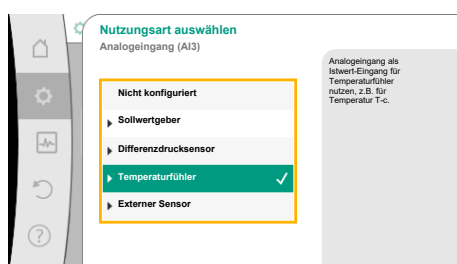 Nutzungsart auswählen
Analogeingang (AI3)
Nicht konfiguriert
Sollwertgeber
Differenzdrucksensor
Temperaturfühler
Externer Sensor
Analogeingang als
Istwert-Eingang für
Temperaturfühler
nutzen, z.B. für
Temperatur T-c.